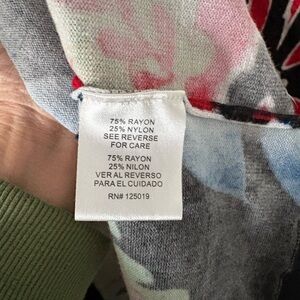 75% RAYON
25% NYLON
SEE REVERSE
FOR CARE
75% RAYON
25% NILON
VER AL REVERSO
PARA EL CUIDADO
RN# 125019